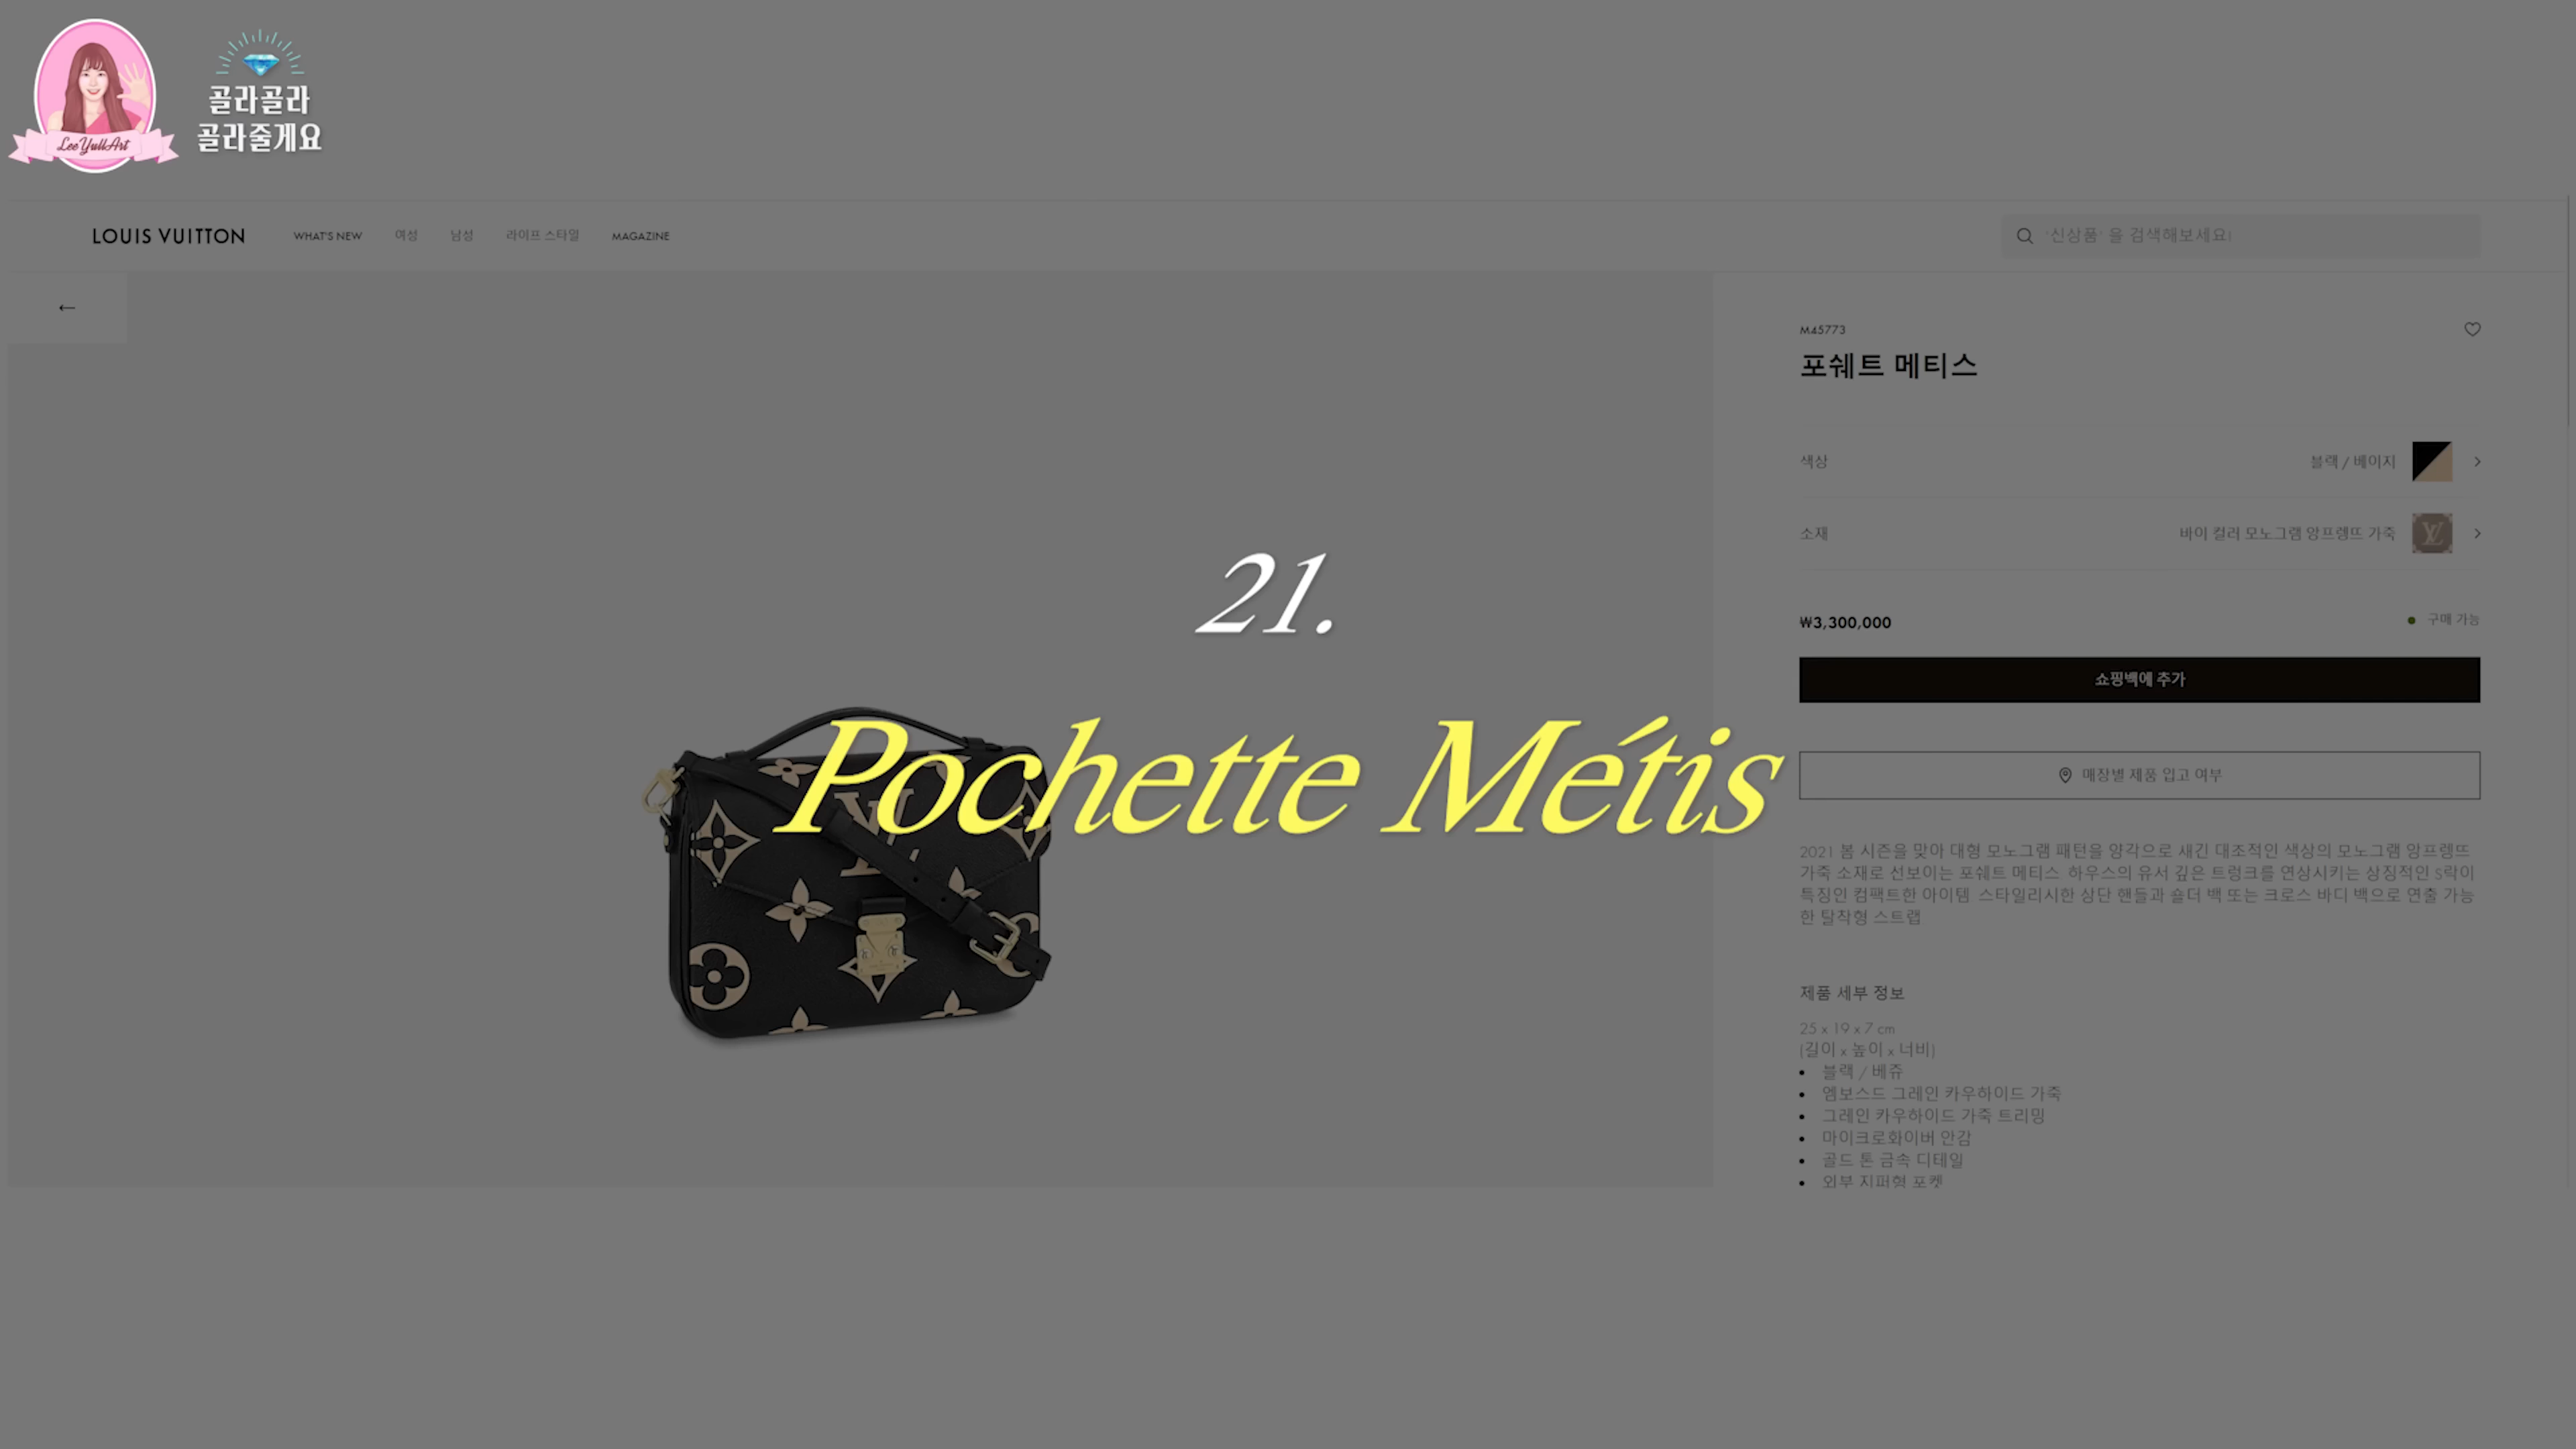 LeeYullArt
골라골라
골라줄게요
LOUIS VUITTON
WHAT'S NEW 여성 남성 라이프 스타일 MAGAZINE
'신상품' 을 검색해보세요!
M45773
포쉐트 메티스
색상 블랙 / 베이지
소재 바이 컬러 모노그램 앙프렝뜨 가죽
₩3,300,000 구매 가능
쇼핑백에 추가
매장별 제품 입고 여부
21.
Pochette Métis
2021 봄 시즌을 맞아 대형 모노그램 패턴을 양각으로 새긴 대조적인 색상의 모노그램 앙프렝뜨
가죽 소재로 선보이는 포쉐트 메티스. 하우스의 유서 깊은 트렁크를 연상시키는 상징적인 S락이
특징인 컴팩트한 아이템. 스타일리시한 상단 핸들과 숄더 백 또는 크로스 바디 백으로 연출 가능
한 탈착형 스트랩
제품 세부 정보
25 x 19 x 7 cm
(길이 x 높이 x 너비)
• 블랙 / 베쥬
• 엠보스드 그레인 카우하이드 가죽
• 그레인 카우하이드 가죽 트리밍
• 마이크로화이버 안감
• 골드 톤 금속 디테일
• 외부 지퍼형 포켓